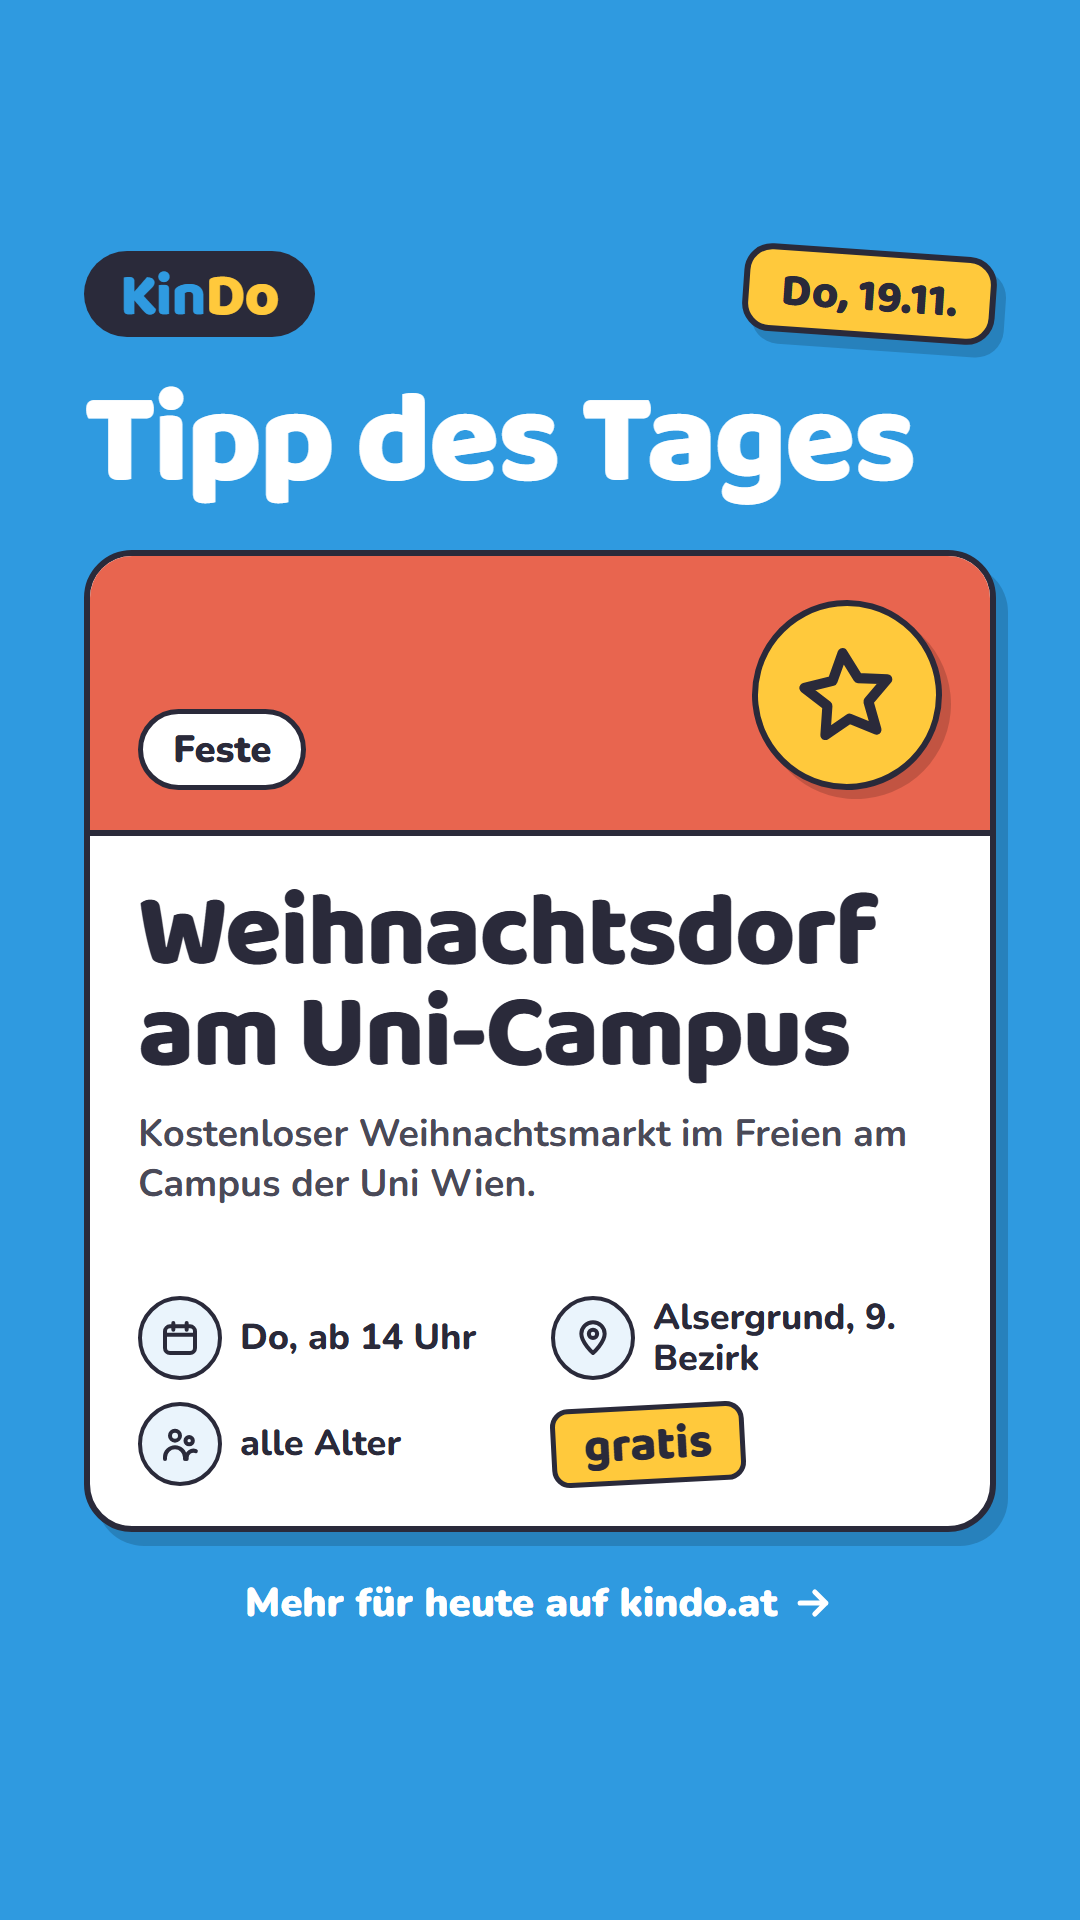 KinDo
Do, 19.11.
Tipp des Tages
Feste
Weihnachtsdorf
am Uni-Campus
Kostenloser Weihnachtsmarkt im Freien am
Campus der Uni Wien.
Do, ab 14 Uhr
Alsergrund, 9.
Bezirk
alle Alter
gratis
Mehr für heute auf kindo.at →